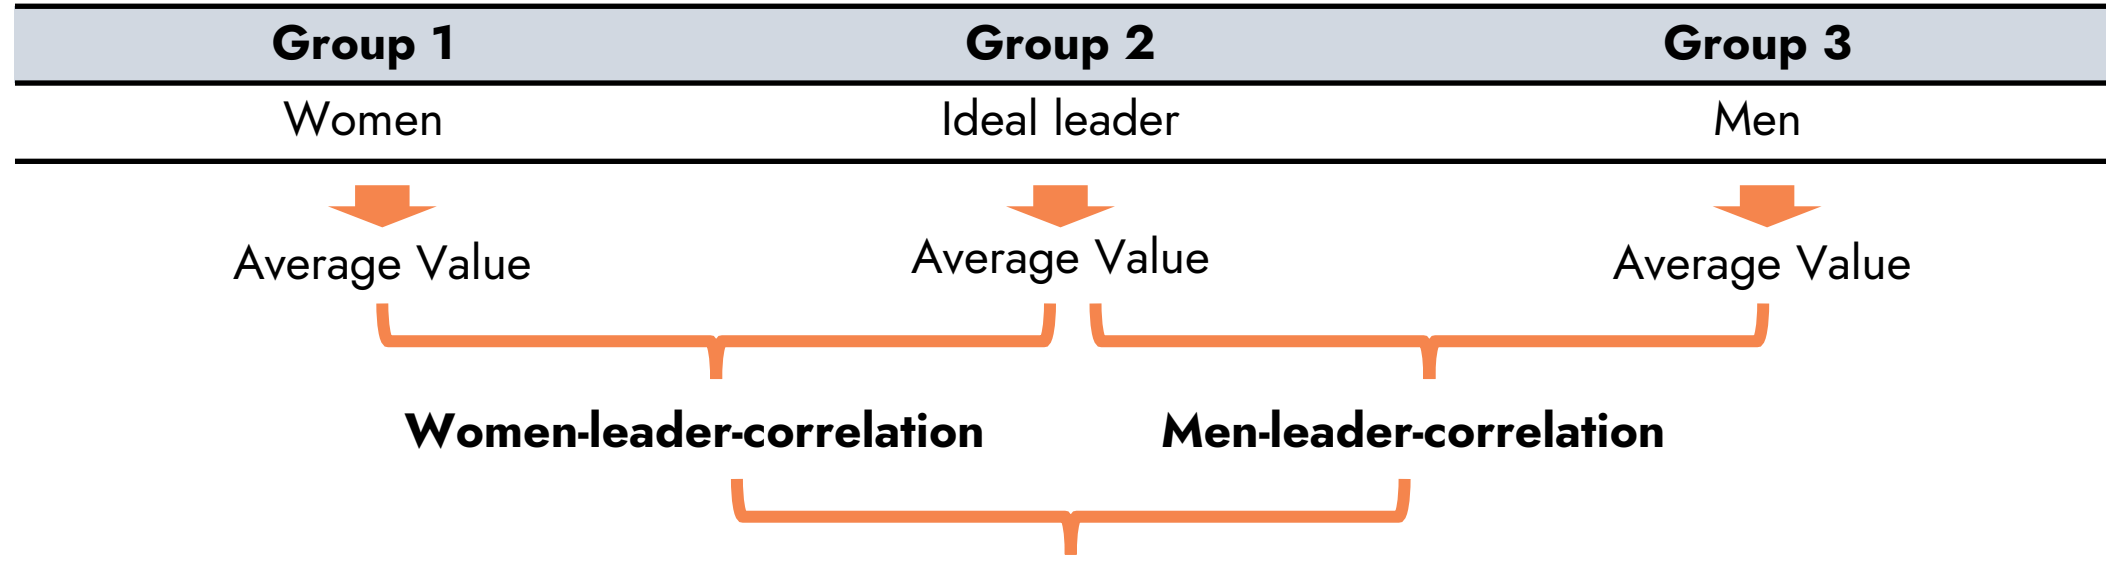 Group 1 Group 2 Group 3
Women Ideal leader Men
Average Value Average Value Average Value
Women-leader-correlation Men-leader-correlation